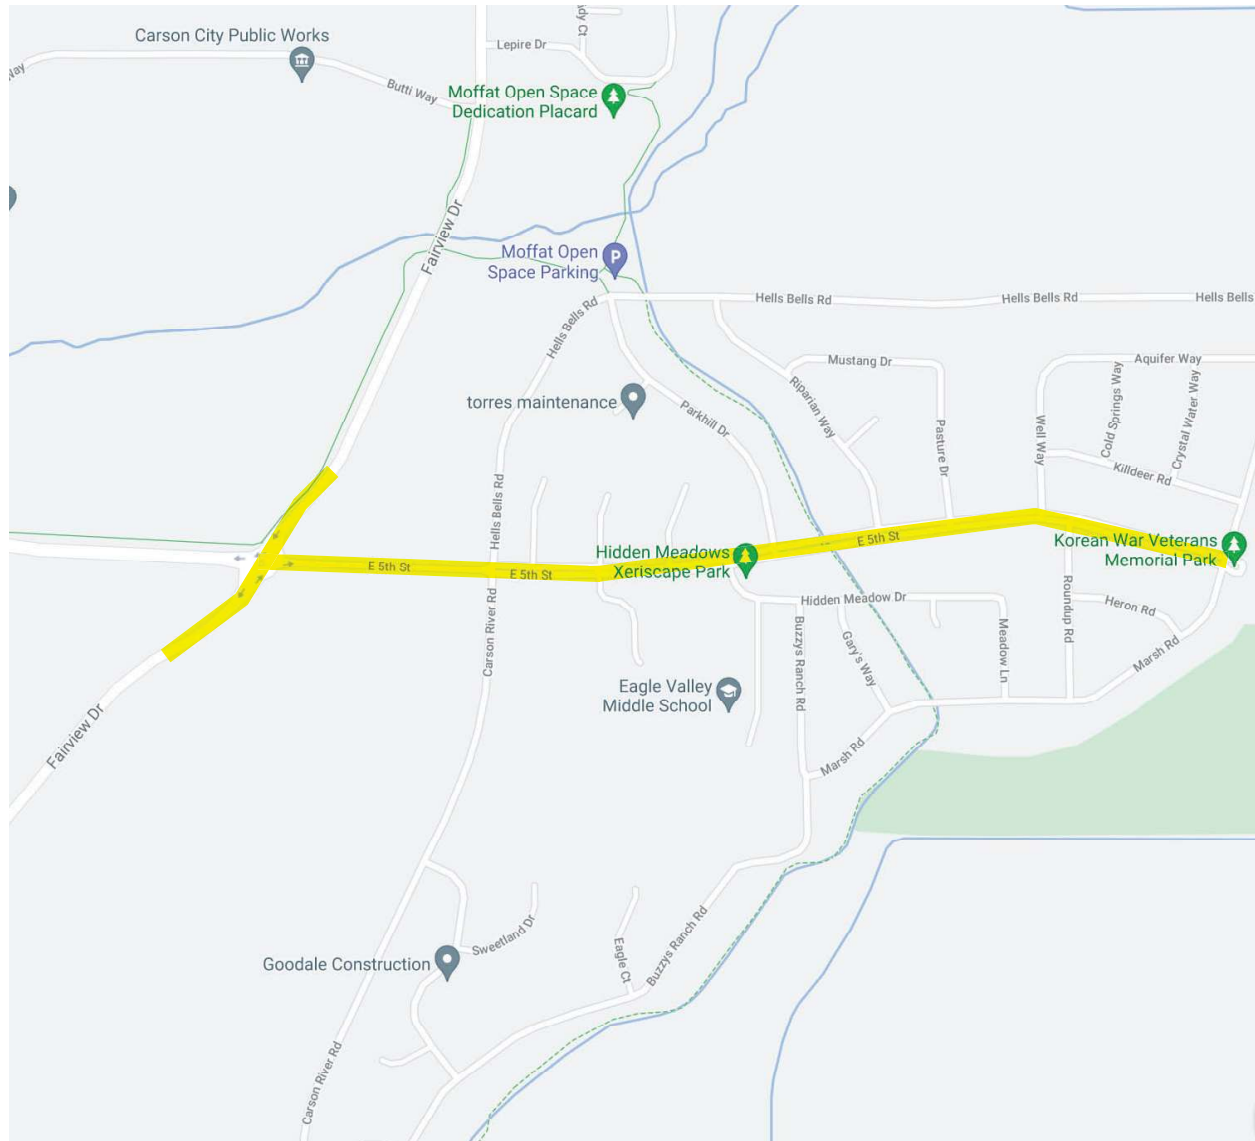 Carson City Public Works
Lepire Dr
dy Ct
Way
Butti Way
Moffat Open Space
Dedication Placard
Fairview Dr
Moffat Open
Space Parking
P
Hells Bells Rd
Hells Bells Rd
Hells Bells Rd
Hells Bells
Mustang Dr
Aquifer Way
torres maintenance
Parkhill Dr
Riparian Way
Pasture Dr
Well Way
Cold Springs Way
Crystal Water Way
Killdeer Rd
Hells Bells Rd
E 5th St
E 5th St
E 5th St
Hidden Meadows
Xeriscape Park
Korean War Veterans
Memorial Park
Hidden Meadow Dr
Heron Rd
Roundup Rd
Carson River Rd
Buzzys Ranch Rd
Gary's Way
Meadow Ln
Marsh Rd
Eagle Valley
Middle School
Fairview Dr
Marsh Rd
Sweetland Dr
Goodale Construction
Eagle Ct
Buzzys Ranch Rd
Carson River Rd